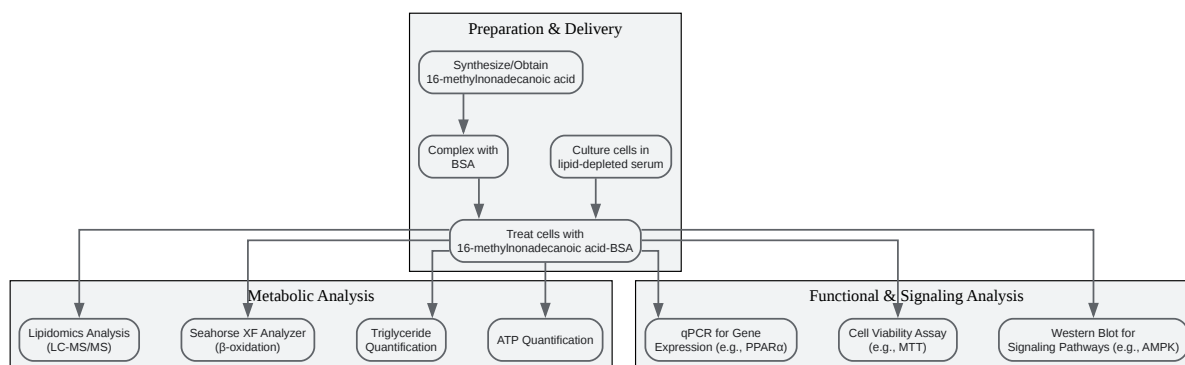 Preparation & Delivery
Synthesize/Obtain
16-methylnonadecanoic acid
Complex with
BSA
Culture cells in
lipid-depleted serum
Treat cells with
16-methylnonadecanoic acid-BSA
Metabolic Analysis
Lipidomics Analysis
(LC-MS/MS)
Seahorse XF Analyzer
(β-oxidation)
Triglyceride
Quantification
ATP Quantification
Functional & Signaling Analysis
qPCR for Gene
Expression (e.g., PPARα)
Cell Viability Assay
(e.g., MTT)
Western Blot for
Signaling Pathways (e.g., AMPK)